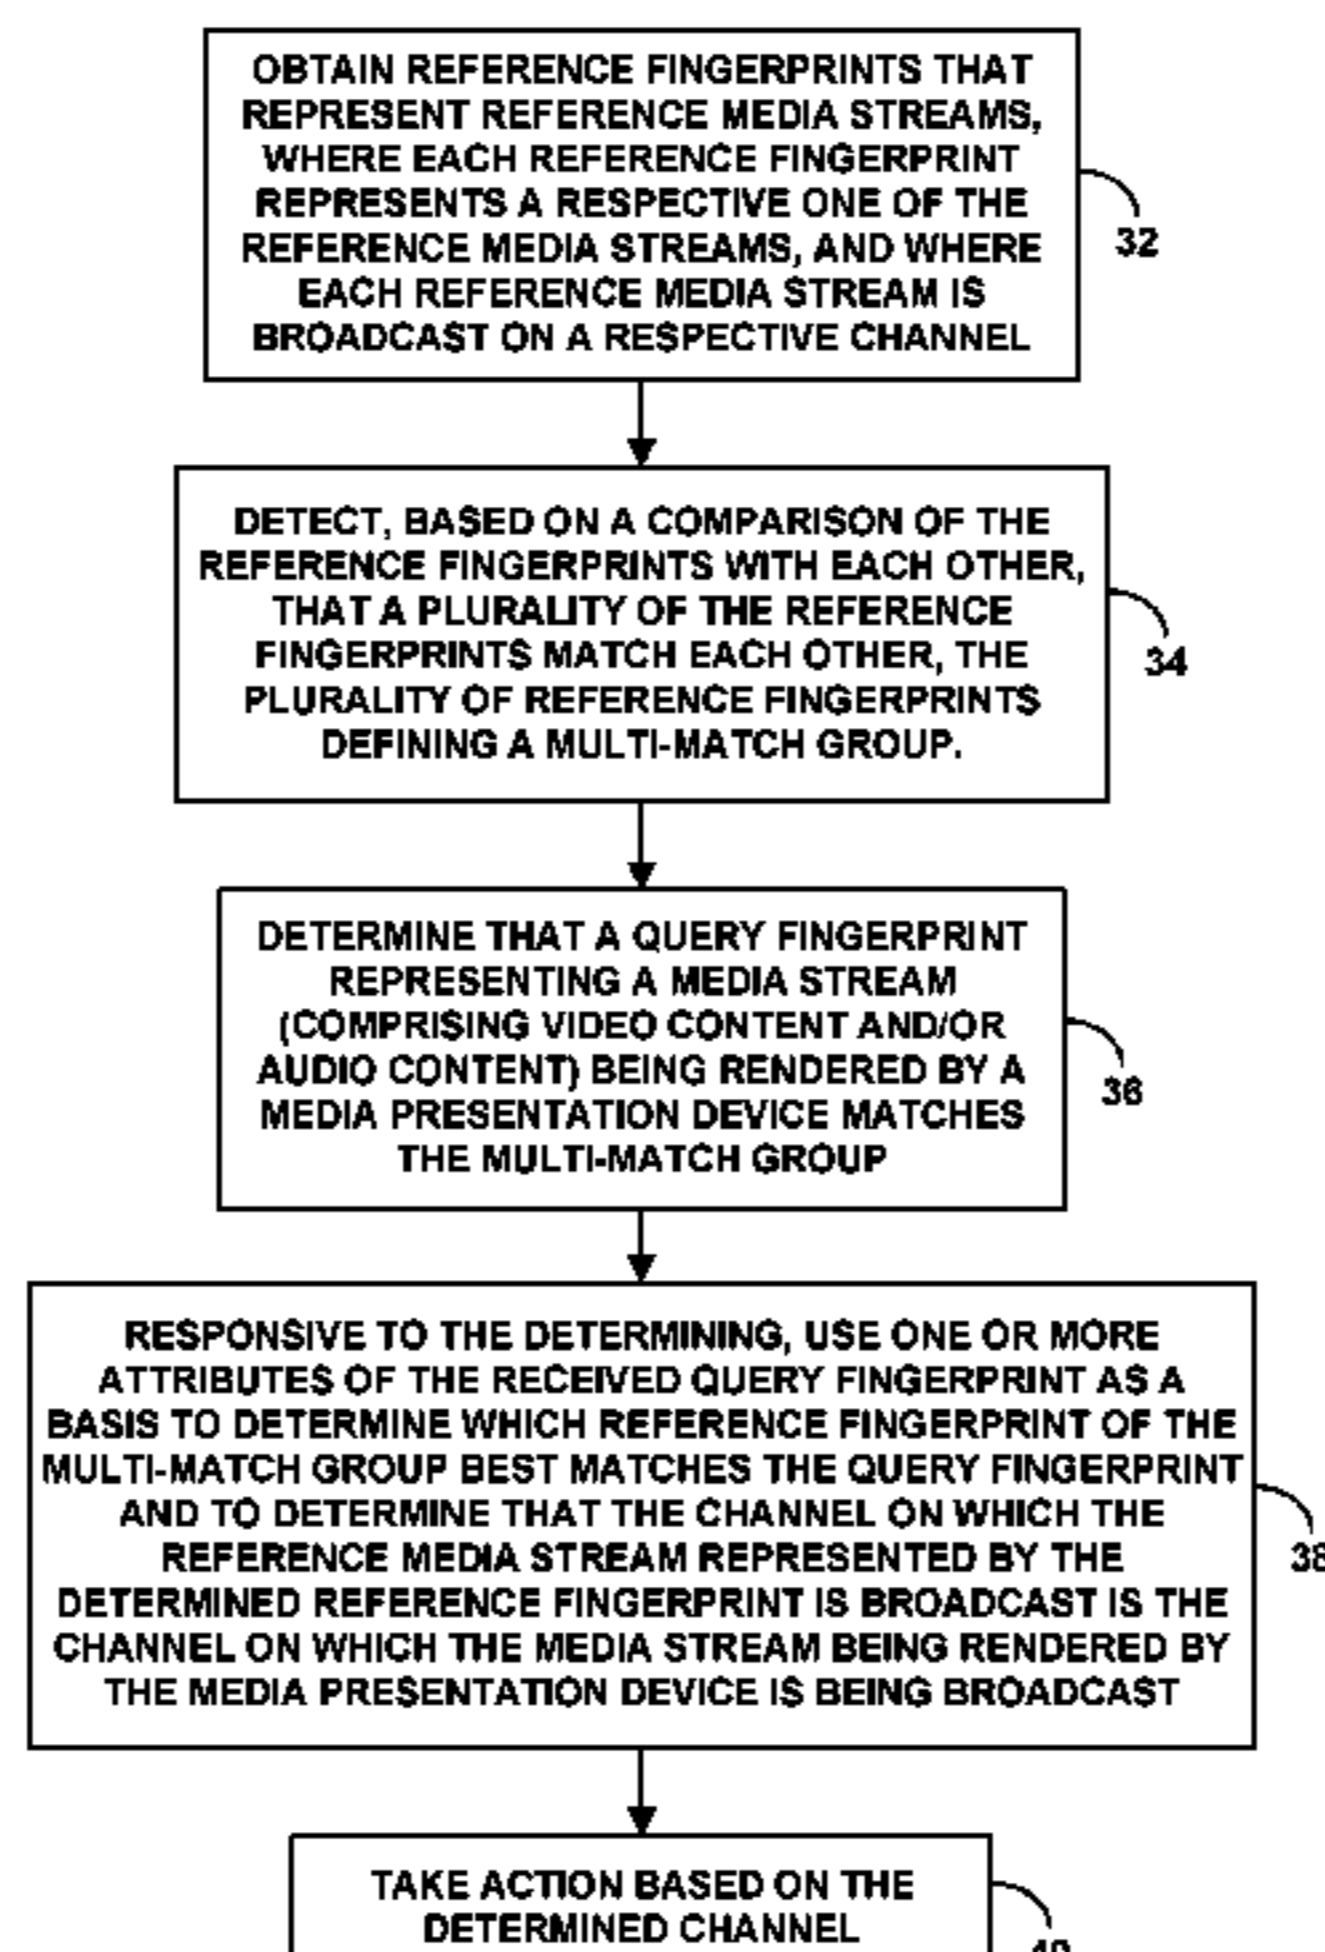 OBTAIN REFERENCE FINGERPRINTS THAT
REPRESENT REFERENCE MEDIA STREAMS,
WHERE EACH REFERENCE FINGERPRINT
REPRESENTS A RESPECTIVE ONE OF THE
REFERENCE MEDIA STREAMS, AND WHERE
EACH REFERENCE MEDIA STREAM IS
BROADCAST ON A RESPECTIVE CHANNEL
32
DETECT, BASED ON A COMPARISON OF THE
REFERENCE FINGERPRINTS WITH EACH OTHER,
THAT A PLURALITY OF THE REFERENCE
FINGERPRINTS MATCH EACH OTHER, THE
PLURALITY OF REFERENCE FINGERPRINTS
DEFINING A MULTI-MATCH GROUP.
34
DETERMINE THAT A QUERY FINGERPRINT
REPRESENTING A MEDIA STREAM
(COMPRISING VIDEO CONTENT AND/OR
AUDIO CONTENT) BEING RENDERED BY A
MEDIA PRESENTATION DEVICE MATCHES
THE MULTI-MATCH GROUP
36
RESPONSIVE TO THE DETERMINING, USE ONE OR MORE
ATTRIBUTES OF THE RECEIVED QUERY FINGERPRINT AS A
BASIS TO DETERMINE WHICH REFERENCE FINGERPRINT OF THE
MULTI-MATCH GROUP BEST MATCHES THE QUERY FINGERPRINT
AND TO DETERMINE THAT THE CHANNEL ON WHICH THE
REFERENCE MEDIA STREAM REPRESENTED BY THE
DETERMINED REFERENCE FINGERPRINT IS BROADCAST IS THE
CHANNEL ON WHICH THE MEDIA STREAM BEING RENDERED BY
THE MEDIA PRESENTATION DEVICE IS BEING BROADCAST
38
TAKE ACTION BASED ON THE
DETERMINED CHANNEL